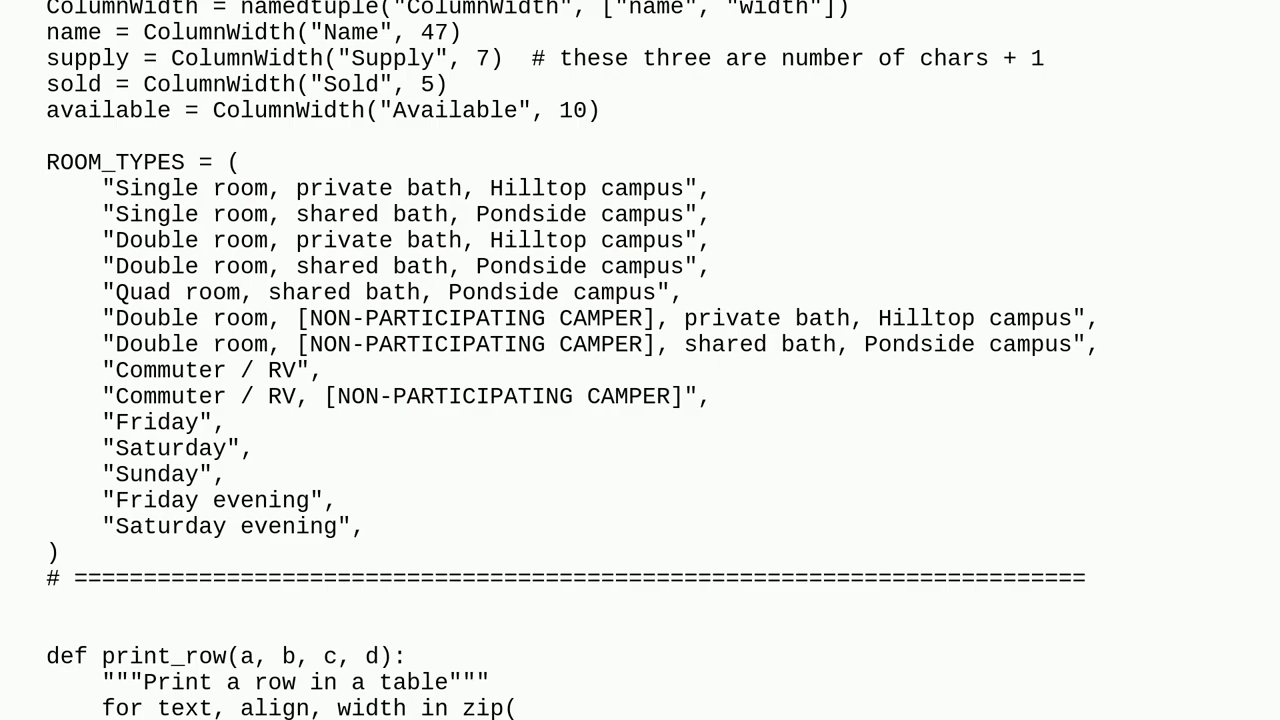 ColumnWidth = namedtuple("ColumnWidth", ["name", "width"])
name = ColumnWidth("Name", 47)
supply = ColumnWidth("Supply", 7)  # these three are number of chars + 1
sold = ColumnWidth("Sold", 5)
available = ColumnWidth("Available", 10)

ROOM_TYPES = (
    "Single room, private bath, Hilltop campus",
    "Single room, shared bath, Pondside campus",
    "Double room, private bath, Hilltop campus",
    "Double room, shared bath, Pondside campus",
    "Quad room, shared bath, Pondside campus",
    "Double room, [NON-PARTICIPATING CAMPER], private bath, Hilltop campus",
    "Double room, [NON-PARTICIPATING CAMPER], shared bath, Pondside campus",
    "Commuter / RV",
    "Commuter / RV, [NON-PARTICIPATING CAMPER]",
    "Friday",
    "Saturday",
    "Sunday",
    "Friday evening",
    "Saturday evening",
)
# =========================================================================

def print_row(a, b, c, d):
    """Print a row in a table"""
    for text, align, width in zip(